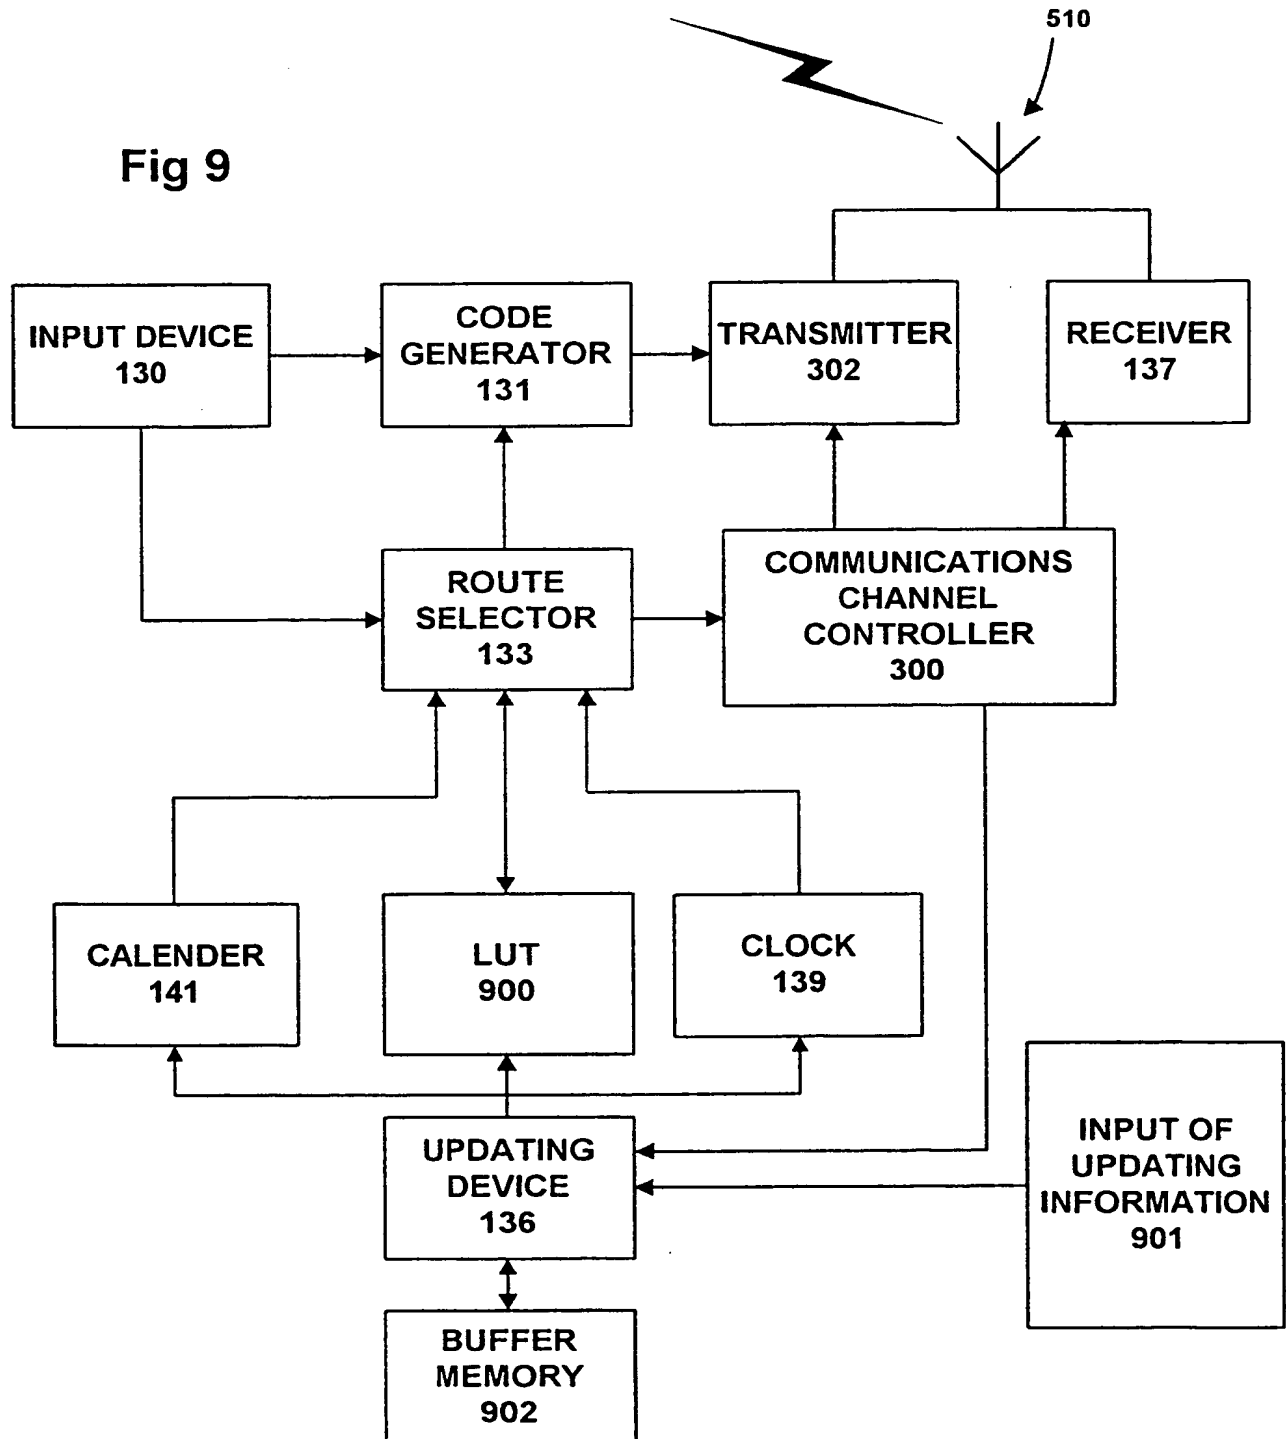 510
Fig 9
INPUT DEVICE
130
CODE
GENERATOR
131
TRANSMITTER
302
RECEIVER
137
ROUTE
SELECTOR
133
COMMUNICATIONS
CHANNEL
CONTROLLER
300
CALENDER
141
LUT
900
CLOCK
139
UPDATING
DEVICE
136
INPUT OF
UPDATING
INFORMATION
901
BUFFER
MEMORY
902